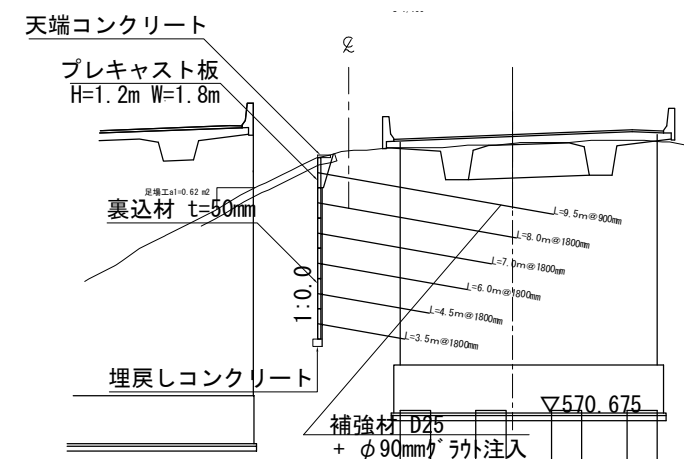 天端コンクリート
プレキャスト板
H=1.2m W=1.8m
足場工a1=0.62 m2
裏込材 t=50mm
1:0.0
埋戻しコンクリート
L=9.5m@900mm
L=8.0m@1800mm
L=7.0m@1800mm
L=6.0m@1800mm
L=4.5m@1800mm
L=3.5m@1800mm
▽570.675
補強材 D25
+ φ90mmグラウト注入